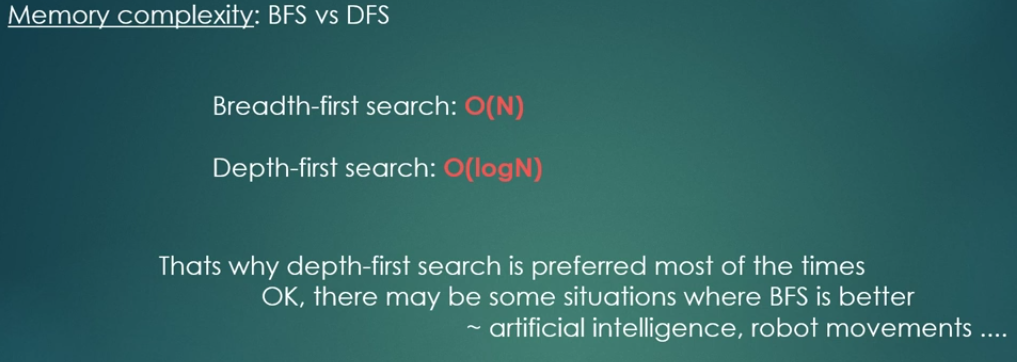 Memory complexity: BFS vs DFS
Breadth-first search: O(N)
Depth-first search: O(logN)
Thats why depth-first search is preferred most of the times
OK, there may be some situations where BFS is better
~ artificial intelligence, robot movements ....